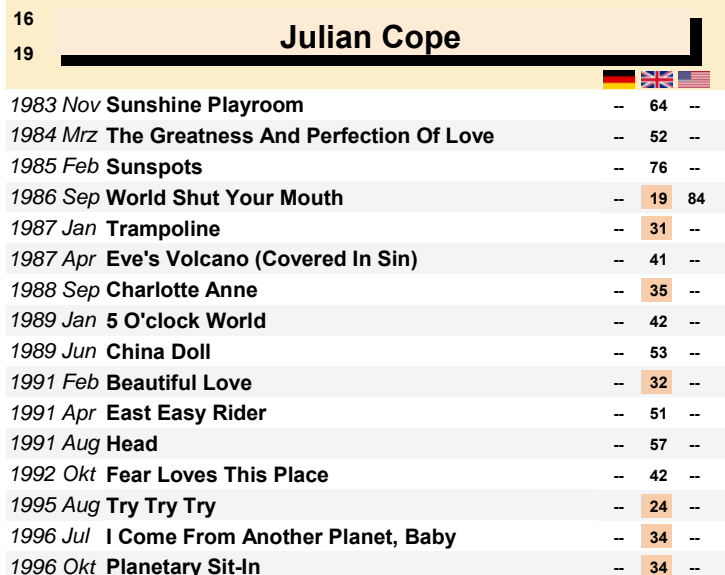 16
Julian Cope
19
1983 Nov Sunshine Playroom -- 64 --
1984 Mrz The Greatness And Perfection Of Love -- 52 --
1985 Feb Sunspots -- 76 --
1986 Sep World Shut Your Mouth -- 19 84
1987 Jan Trampoline -- 31 --
1987 Apr Eve's Volcano (Covered In Sin) -- 41 --
1988 Sep Charlotte Anne -- 35 --
1989 Jan 5 O'clock World -- 42 --
1989 Jun China Doll -- 53 --
1991 Feb Beautiful Love -- 32 --
1991 Apr East Easy Rider -- 51 --
1991 Aug Head -- 57 --
1992 Okt Fear Loves This Place -- 42 --
1995 Aug Try Try Try -- 24 --
1996 Jul I Come From Another Planet, Baby -- 34 --
1996 Okt Planetary Sit-In -- 34 --